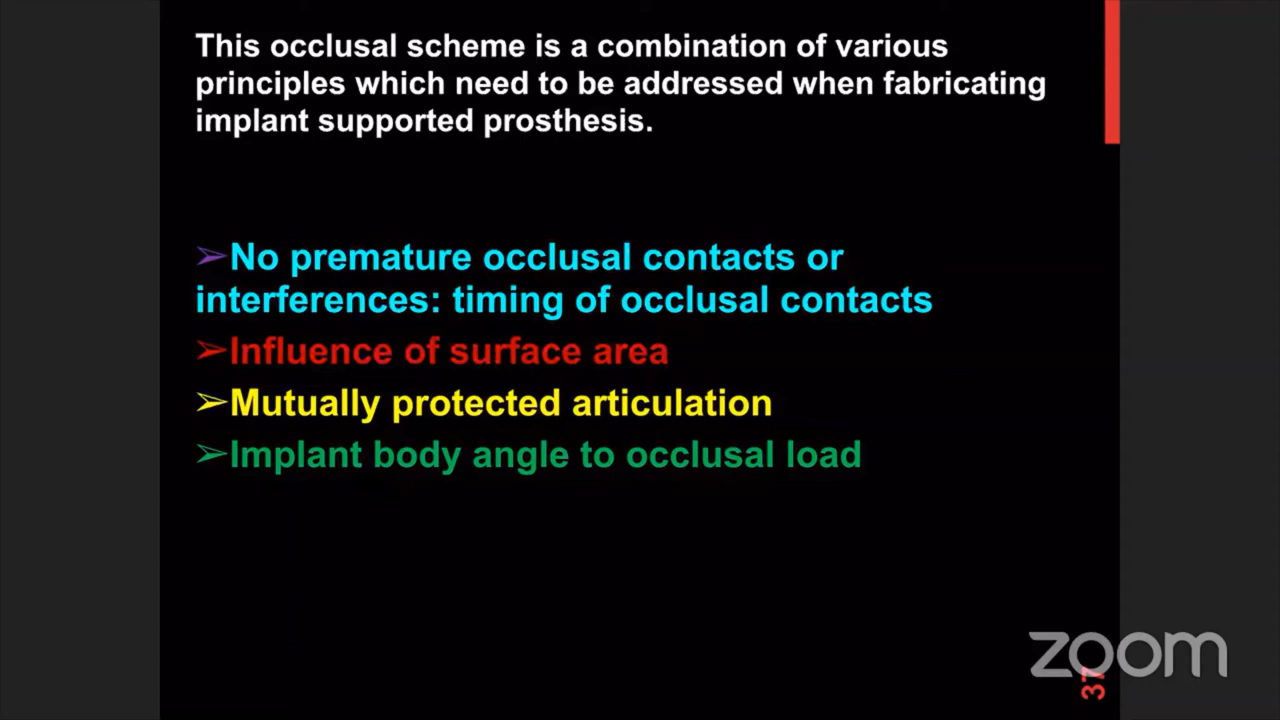 This occlusal scheme is a combination of various
principles which need to be addressed when fabricating
implant supported prosthesis.
➢No premature occlusal contacts or
interferences: timing of occlusal contacts
➢Influence of surface area
➢Mutually protected articulation
➢Implant body angle to occlusal load
zoom
37